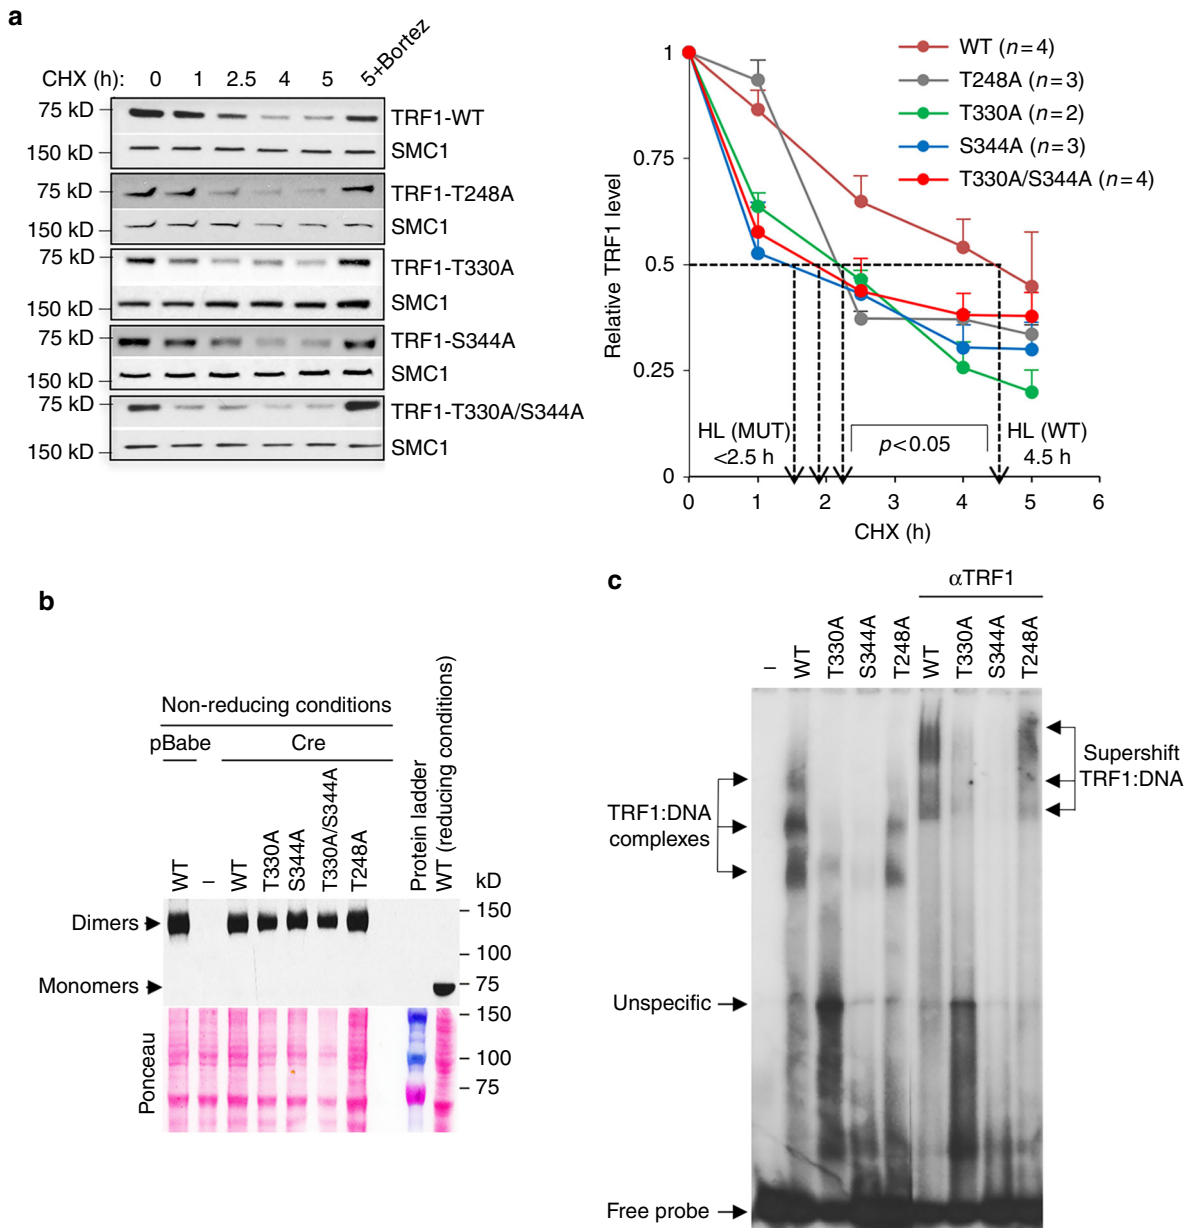 a
CHX (h): 0 1 2.5 4 5 5+Bortez
75 kD TRF1-WT
150 kD SMC1
75 kD TRF1-T248A
150 kD SMC1
75 kD TRF1-T330A
150 kD SMC1
75 kD TRF1-S344A
150 kD SMC1
75 kD TRF1-T330A/S344A
150 kD SMC1
Relative TRF1 level
1
0.75
0.5
0.25
0
WT (n=4)
T248A (n=3)
T330A (n=2)
S344A (n=3)
T330A/S344A (n=4)
HL (MUT)
<2.5 h
p<0.05
HL (WT)
4.5 h
0 1 2 3 4 5 6
CHX (h)
b
Non-reducing conditions
pBabe Cre
WT – WT T330A S344A T330A/S344A T248A Protein ladder WT (reducing conditions)
kD
Dimers
Monomers
150
100
75
Ponceau
150
100
75
c
αTRF1
– WT T330A S344A T248A WT T330A S344A T248A
TRF1:DNA
complexes
Supershift
TRF1:DNA
Unspecific
Free probe